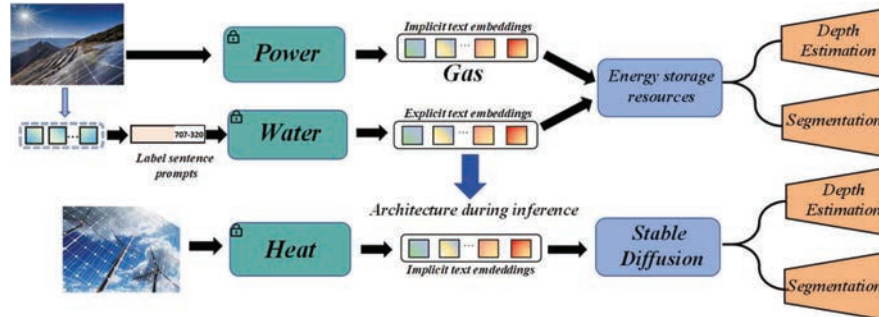 Implicit text embeddings
Power
Gas
Explicit text embeddings
707-320
Water
Label sentence
prompts
Energy storage
resources
Depth
Estimation
Segmentation
Architecture during inference
Heat
Implicit text emdeddings
Stable
Diffusion
Depth
Estimation
Segmentation